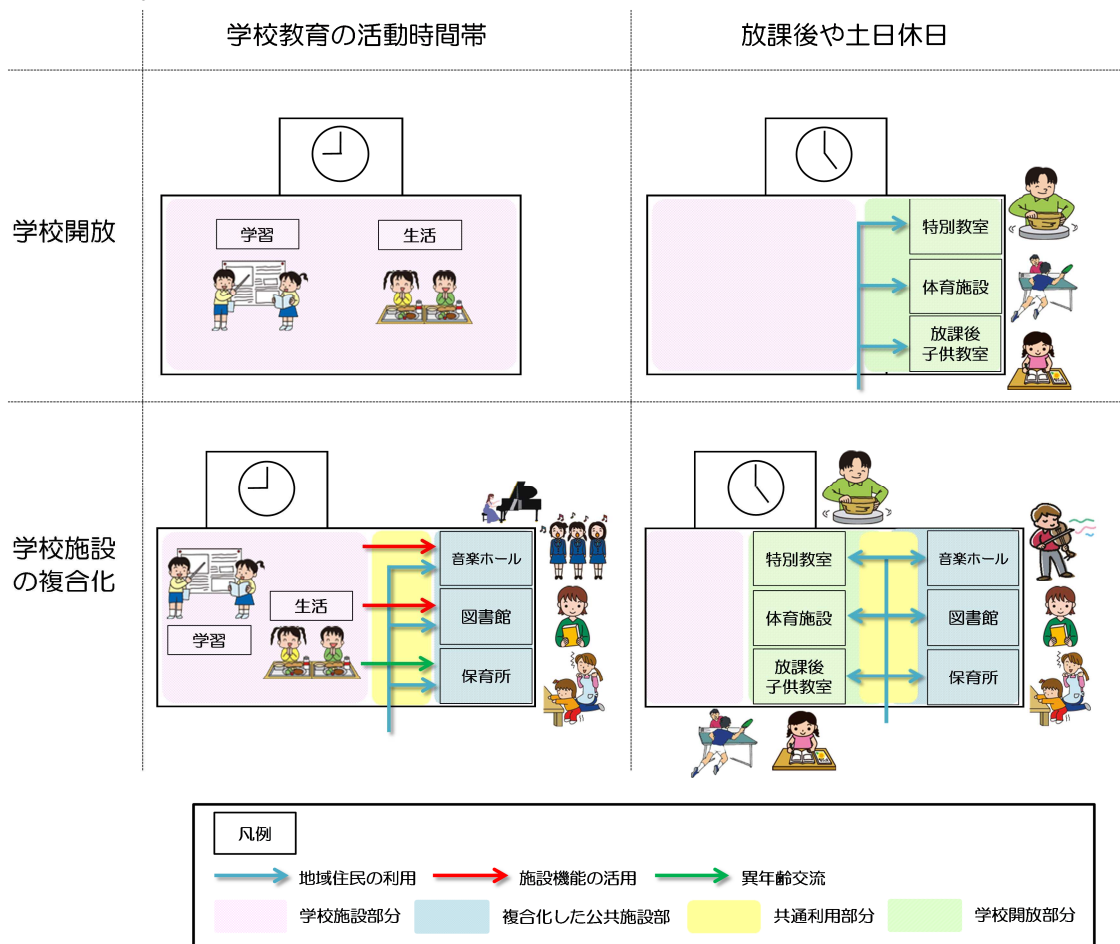 学校教育の活動時間帯
放課後や土日休日
学校開放
学習
生活
特別教室
体育施設
放課後
子供教室
学校施設
の複合化
学習
生活
音楽ホール
図書館
保育所
特別教室
体育施設
放課後
子供教室
音楽ホール
図書館
保育所
凡例
地域住民の利用
施設機能の活用
異年齢交流
学校施設部分
複合化した公共施設部
共通利用部分
学校開放部分